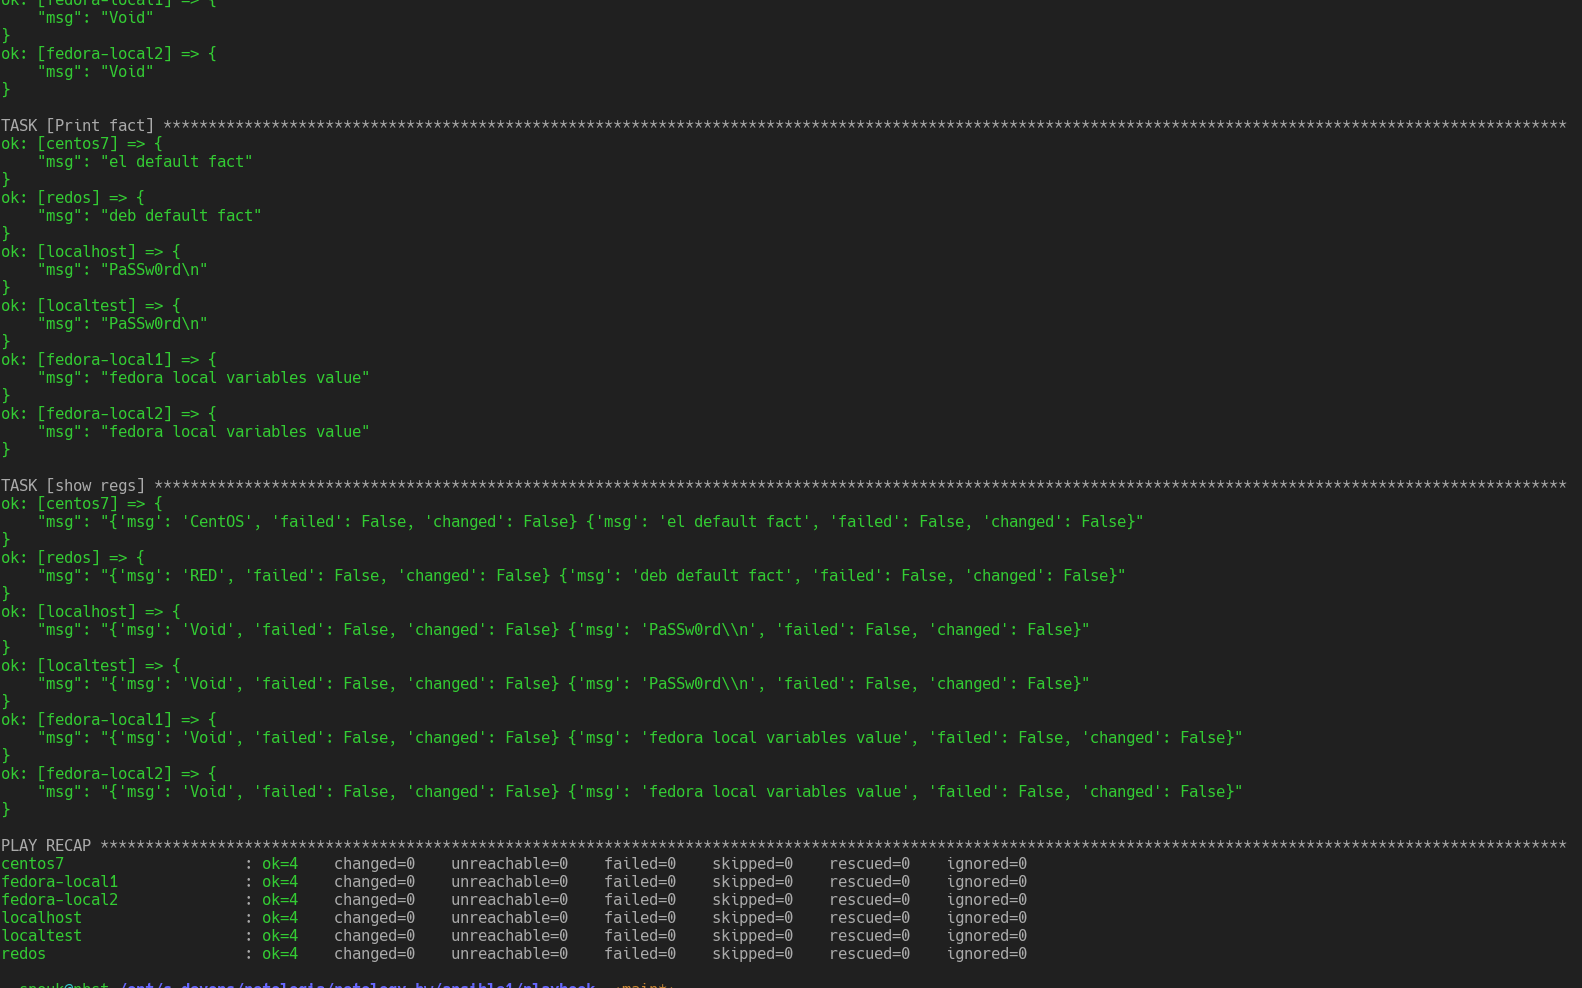 ok: [fedora-local1] => {
    "msg": "Void"
}
ok: [fedora-local2] => {
    "msg": "Void"
}
TASK [Print fact] ************************************************************************************************************************************************************
ok: [centos7] => {
    "msg": "el default fact"
}
ok: [redos] => {
    "msg": "deb default fact"
}
ok: [localhost] => {
    "msg": "PaSSw0rd\n"
}
ok: [localtest] => {
    "msg": "PaSSw0rd\n"
}
ok: [fedora-local1] => {
    "msg": "fedora local variables value"
}
ok: [fedora-local2] => {
    "msg": "fedora local variables value"
}
TASK [show regs] *************************************************************************************************************************************************************
ok: [centos7] => {
    "msg": "{'msg': 'CentOS', 'failed': False, 'changed': False} {'msg': 'el default fact', 'failed': False, 'changed': False}"
}
ok: [redos] => {
    "msg": "{'msg': 'RED', 'failed': False, 'changed': False} {'msg': 'deb default fact', 'failed': False, 'changed': False}"
}
ok: [localhost] => {
    "msg": "{'msg': 'Void', 'failed': False, 'changed': False} {'msg': 'PaSSw0rd\\n', 'failed': False, 'changed': False}"
}
ok: [localtest] => {
    "msg": "{'msg': 'Void', 'failed': False, 'changed': False} {'msg': 'PaSSw0rd\\n', 'failed': False, 'changed': False}"
}
ok: [fedora-local1] => {
    "msg": "{'msg': 'Void', 'failed': False, 'changed': False} {'msg': 'fedora local variables value', 'failed': False, 'changed': False}"
}
ok: [fedora-local2] => {
    "msg": "{'msg': 'Void', 'failed': False, 'changed': False} {'msg': 'fedora local variables value', 'failed': False, 'changed': False}"
}
PLAY RECAP *******************************************************************************************************************************************************************
centos7                    : ok=4    changed=0    unreachable=0    failed=0    skipped=0    rescued=0    ignored=0
fedora-local1              : ok=4    changed=0    unreachable=0    failed=0    skipped=0    rescued=0    ignored=0
fedora-local2              : ok=4    changed=0    unreachable=0    failed=0    skipped=0    rescued=0    ignored=0
localhost                  : ok=4    changed=0    unreachable=0    failed=0    skipped=0    rescued=0    ignored=0
localtest                  : ok=4    changed=0    unreachable=0    failed=0    skipped=0    rescued=0    ignored=0
redos                      : ok=4    changed=0    unreachable=0    failed=0    skipped=0    rescued=0    ignored=0